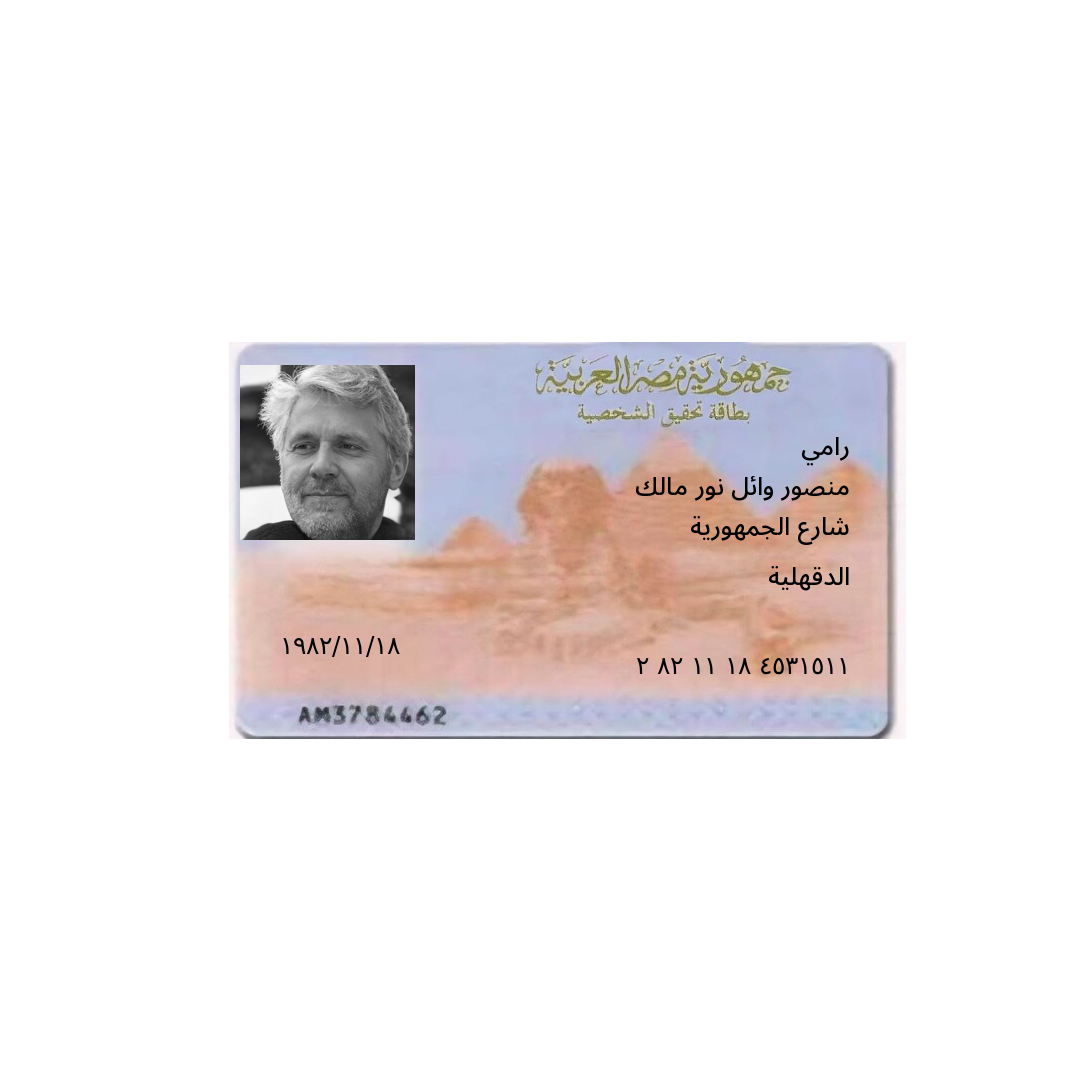 جمهورية مصر العربية
بطاقة تحقيق الشخصية
رامي
منصور وائل نور مالك
شارع الجمهورية
الدقهلية
١٩٨٢/١١/١٨
٢ ٨٢ ١١ ١٨ ٤٥٣١٥١١
AM3784462